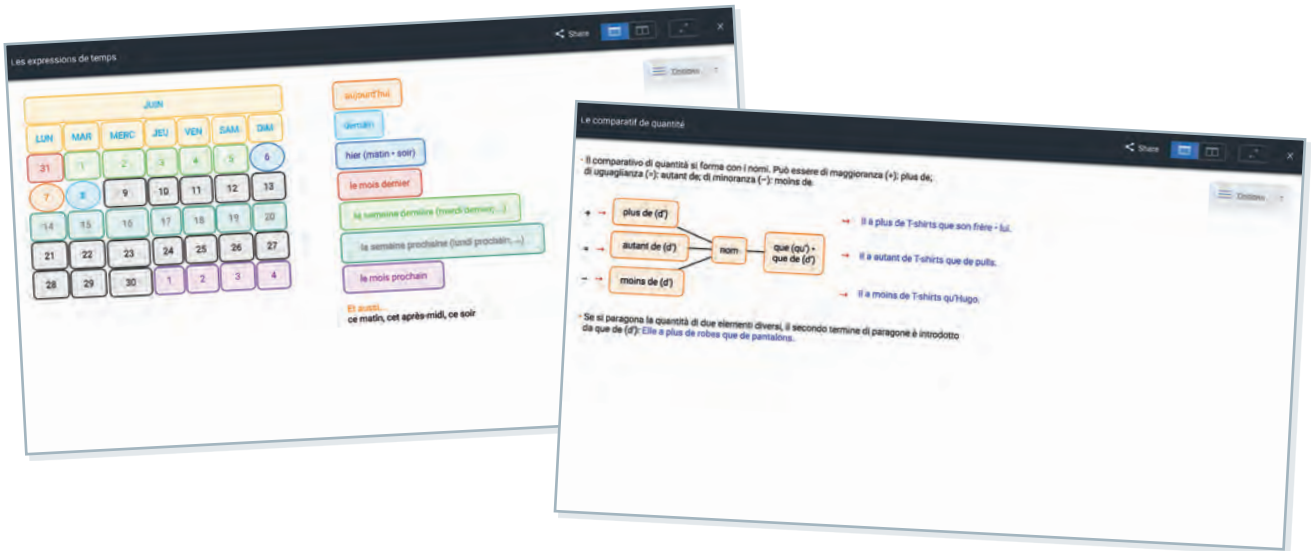 Les expressions de temps
Share
JUIN
LUN MAR MERC JEU VEN SAM DIM
31 1 2 3 4 5 6
7 8 9 10 11 12 13
14 15 16 17 18 19 20
21 22 23 24 25 26 27
28 29 30 1 2 3 4
aujourd'hui
demain
hier (matin • soir)
le mois dernier
la semaine dernière (mardi dernier, ...)
la semaine prochaine (lundi prochain, ...)
le mois prochain
Et aussi...
ce matin, cet après-midi, ce soir
Le comparatif de quantité
Share
• Il comparativo di quantità si forma con i nomi. Può essere di maggioranza (+): plus de;
di uguaglianza (=): autant de; di minoranza (−): moins de.
+ → plus de (d')
= → autant de (d')
− → moins de (d')
nom
que (qu') •
que de (d')
→ Il a plus de T-shirts que son frère • lui.
→ Il a autant de T-shirts que de pulls.
→ Il a moins de T-shirts qu'Hugo.
• Se si paragona la quantità di due elementi diversi, il secondo termine di paragone è introdotto
da que de (d'): Elle a plus de robes que de pantalons.